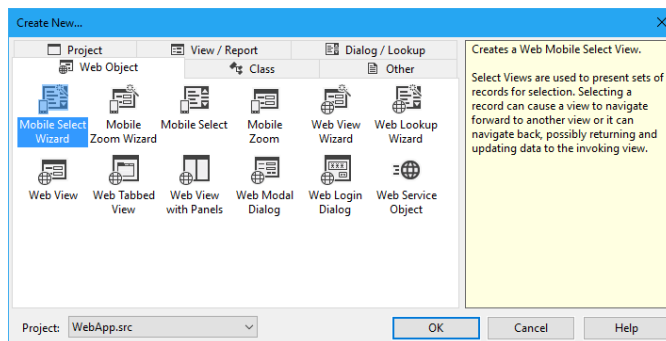 Create New...
Project
View / Report
Dialog / Lookup
Web Object
Class
Other
Mobile Select
Wizard
Mobile
Zoom Wizard
Mobile Select
Mobile
Zoom
Web View
Wizard
Web Lookup
Wizard
Web View
Web Tabbed
View
Web View
with Panels
Web Modal
Dialog
Web Login
Dialog
Web Service
Object
Creates a Web Mobile Select View.
Select Views are used to present sets of
records for selection. Selecting a
record can cause a view to navigate
forward to another view or it can
navigate back, possibly returning and
updating data to the invoking view.
Project:
WebApp.src
OK
Cancel
Help